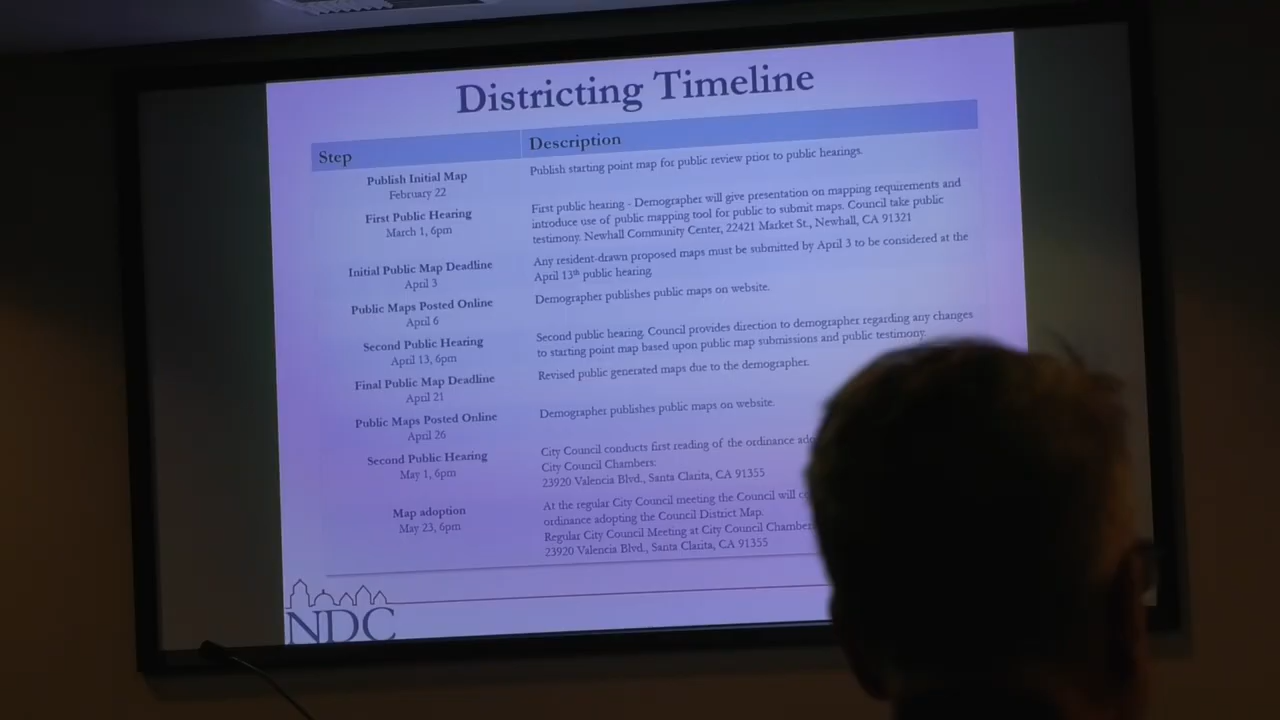 Districting Timeline
Step
Description
Publish Initial Map
February 22
Publish starting point map for public review prior to public hearings.
First Public Hearing
March 1, 6pm
First public hearing - Demographer will give presentation on mapping requirements and
introduce use of public mapping tool for public to submit maps. Council take public
testimony. Newhall Community Center, 22421 Market St., Newhall, CA 91321
Initial Public Map Deadline
April 3
Any resident-drawn proposed maps must be submitted by April 3 to be considered at the
April 13th public hearing
Public Maps Posted Online
April 6
Demographer publishes public maps on website.
Second Public Hearing
April 13, 6pm
Second public hearing. Council provides direction to demographer regarding any changes
to starting point map based upon public map submissions and public testimony.
Final Public Map Deadline
April 21
Revised public generated maps due to the demographer.
Public Maps Posted Online
April 26
Demographer publishes public maps on website.
Second Public Hearing
May 1, 6pm
City Council conducts first reading of the ordinance
City Council Chambers:
23920 Valencia Blvd., Santa Clarita, CA 91355
Map adoption
May 23, 6pm
At the regular City Council meeting the Council will
ordinance adopting the Council District Map.
Regular City Council Meeting at City Council
23920 Valencia Blvd., Santa Clarita, CA 91355
NDC